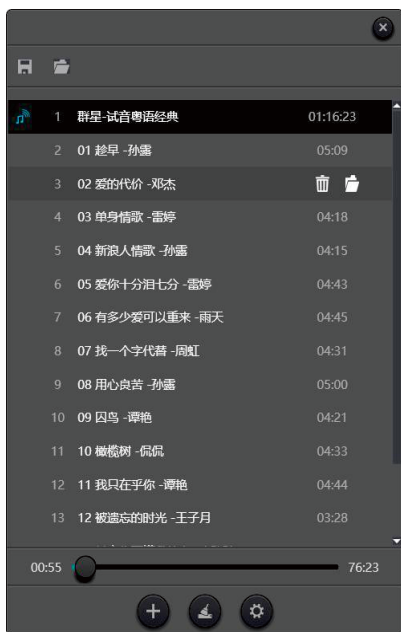 1 群星-试音粤语经典 01:16:23
2 01 趁早 -孙露 05:09
3 02 爱的代价 -邓杰
4 03 单身情歌 -雷婷 04:18
5 04 新浪人情歌 -孙露 04:15
6 05 爱你十分泪七分 -雷婷 04:43
7 06 有多少爱可以重来 -雨天 04:45
8 07 找一个字代替 -周虹 04:31
9 08 用心良苦 -孙露 05:00
10 09 囚鸟 -谭艳 04:21
11 10 橄榄树 -侃侃 04:33
12 11 我只在乎你 -谭艳 04:44
13 12 被遗忘的时光 -王子月 03:28
00:55 76:23